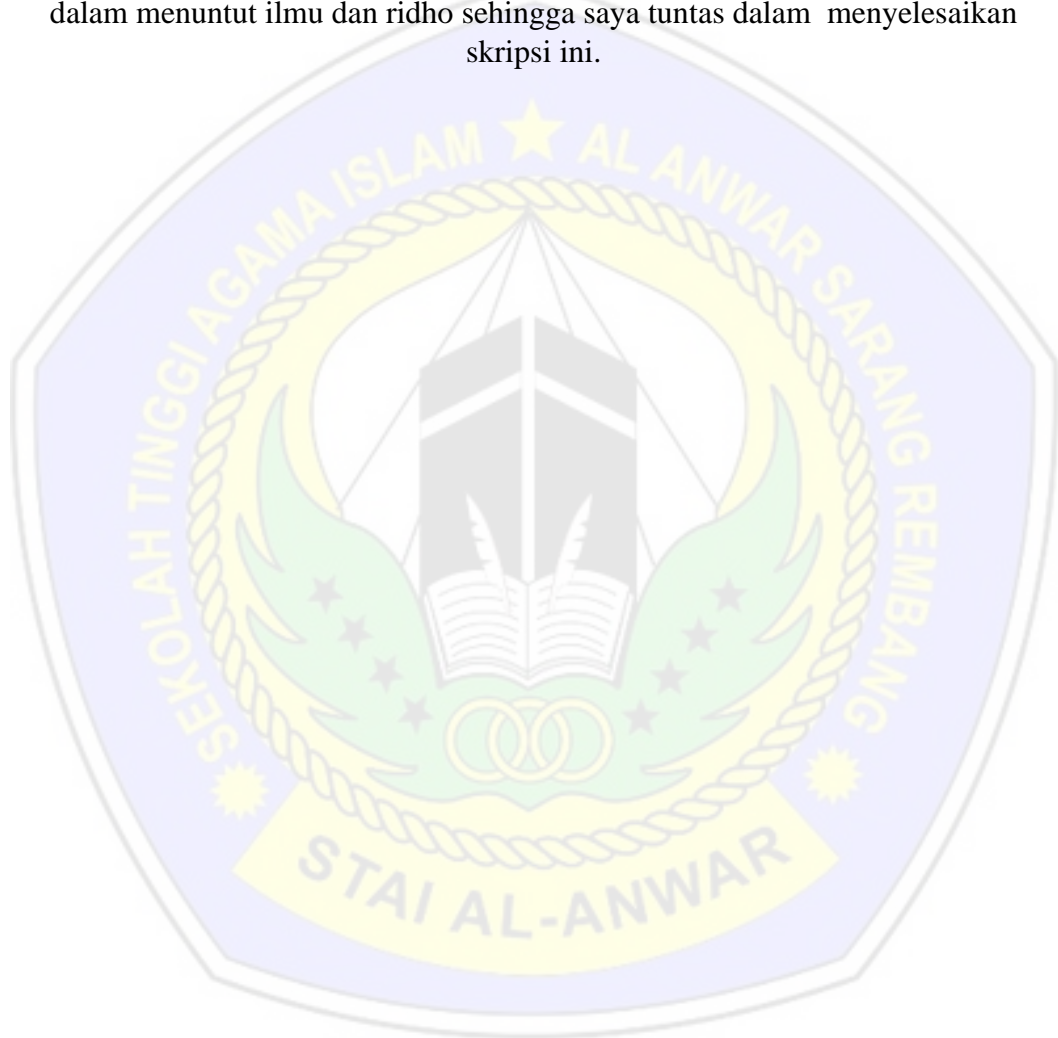 dalam menuntut ilmu dan ridho sehingga saya tuntas dalam menyelesaikan
skripsi ini.
SEKOLAH TINGGI AGAMA ISLAM ★ AL ANWAR SARANG REMBANG
STAI AL-ANWAR